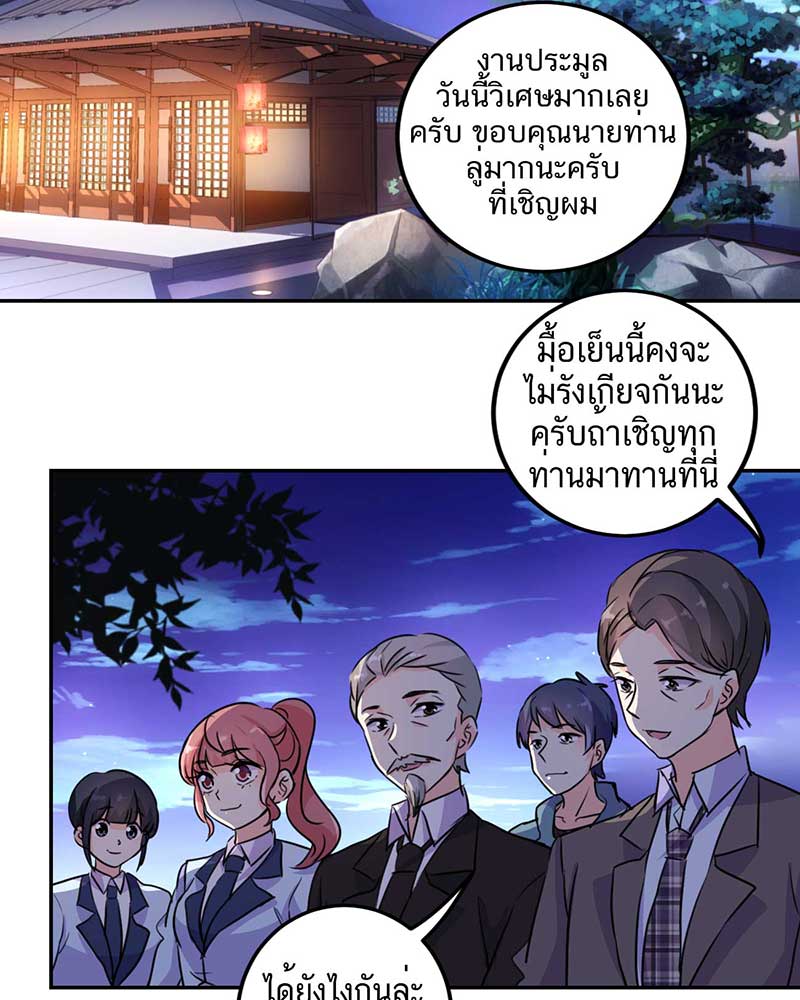 งานประมูล
วันนี้วิเศษมากเลย
ครับ ขอบคุณนายท่าน
ลู่มากนะครับ
ที่เชิญผม
มื้อเย็นนี้คงจะ
ไม่รังเกียจกันนะ
ครับถ้าเชิญทุก
ท่านมาทานที่นี่
ได้ยังไงกันล่ะ